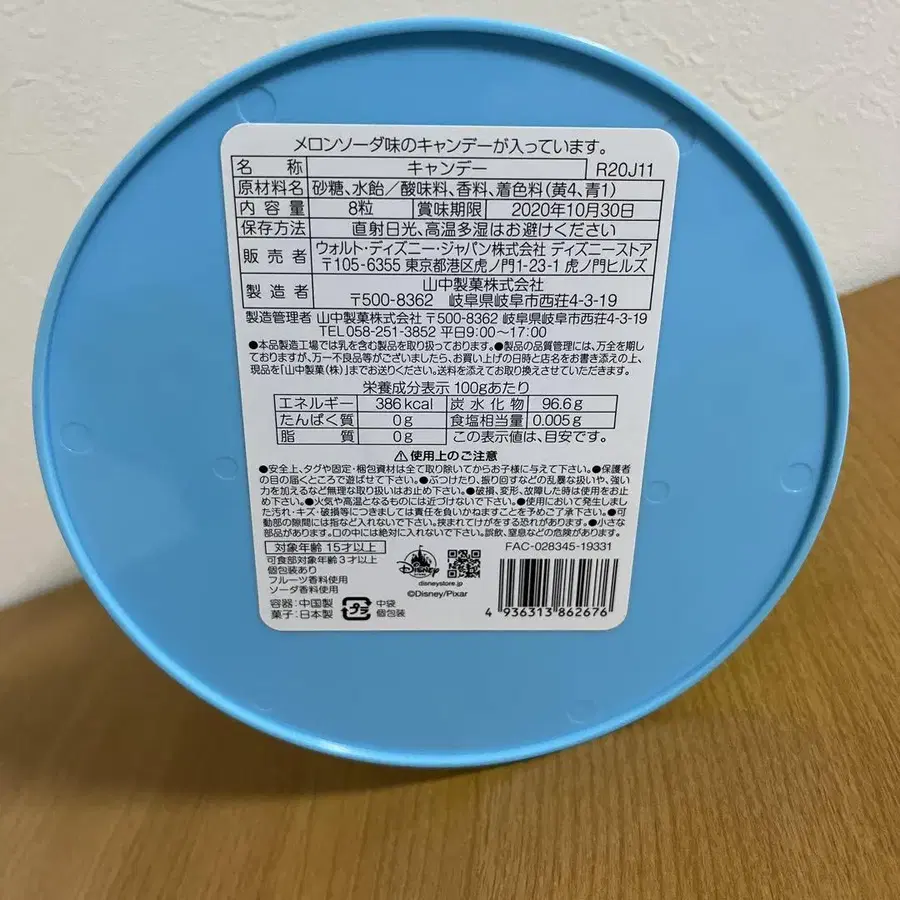 メロンソーダ味のキャンデーが入っています。
名称 キャンデー R20J11
原材料名 砂糖、水飴／酸味料、香料、着色料(黄4、青1)
内容量 8粒 賞味期限 2020年10月30日
保存方法 直射日光、高温多湿はお避けください
販売者 ウォルト・ディズニー・ジャパン株式会社 ディズニーストア
〒105-6355 東京都港区虎ノ門1-23-1 虎ノ門ヒルズ
製造者 山中製菓株式会社
〒500-8362 岐阜県岐阜市西荘4-3-19
製造管理者 山中製菓株式会社 〒500-8362 岐阜県岐阜市西荘4-3-19
TEL.058-251-3852 平日9:00〜17:00
●本品製造工場では乳を含む製品を取り扱っております。●製品の品質管理には、万全を期し
ておりますが、万一不良品等がございましたら、お買い上げの日時と店名をお書き添えの上、
現品を「山中製菓(株)」までお送りください。送料を添えてお取り換えさせていただきます。
栄養成分表示 100gあたり
エネルギー 386kcal 炭水化物 96.6g
たんぱく質 0g 食塩相当量 0.005g
脂質 0g この表示値は、目安です。
⚠使用上のご注意
●安全上、タグや固定・梱包資材は全て取り除いてからお子様に与えて下さい。●保護者
の目の届くところで遊ばせて下さい。●ぶつけたり、振り回すなどの乱暴な扱いや、強い
力を加えるなど無理な取り扱いはお止め下さい。●破損、変形、故障した時は使用をお止
め下さい。●火気や高温となるものには近づけないで下さい。●使用において発生しまし
た汚れ・キズ・破損等につきましては責任を負いかねますことを予めご了承下さい。●可
動部の隙間には指など入れないで下さい。挟まれてけがをする恐れがあります。●小さな
部品があります。口の中には絶対に入れないで下さい。誤飲、窒息などの危険があります。
対象年齢 15才以上
可食部対象年齢3才以上
個包装あり
フルーツ香料使用
ソーダ香料使用
容器：中国製
菓子：日本製
プラ
中袋
個包装
Disney
store
disneystore.jp
©Disney/Pixar
FAC-028345-19331
4 936313 862676